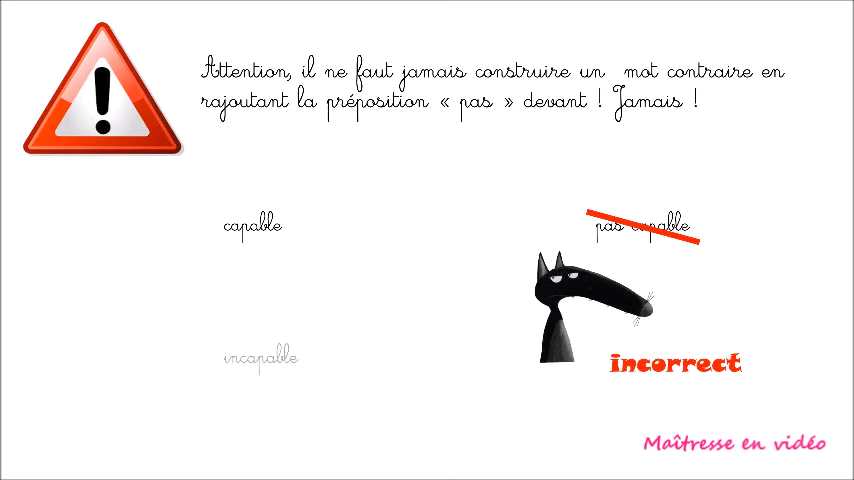 Attention, il ne faut jamais construire un mot contraire en
rajoutant la préposition « pas » devant ! Jamais !
capable
pas capable
incapable
incorrect
Maîtresse en vidéo